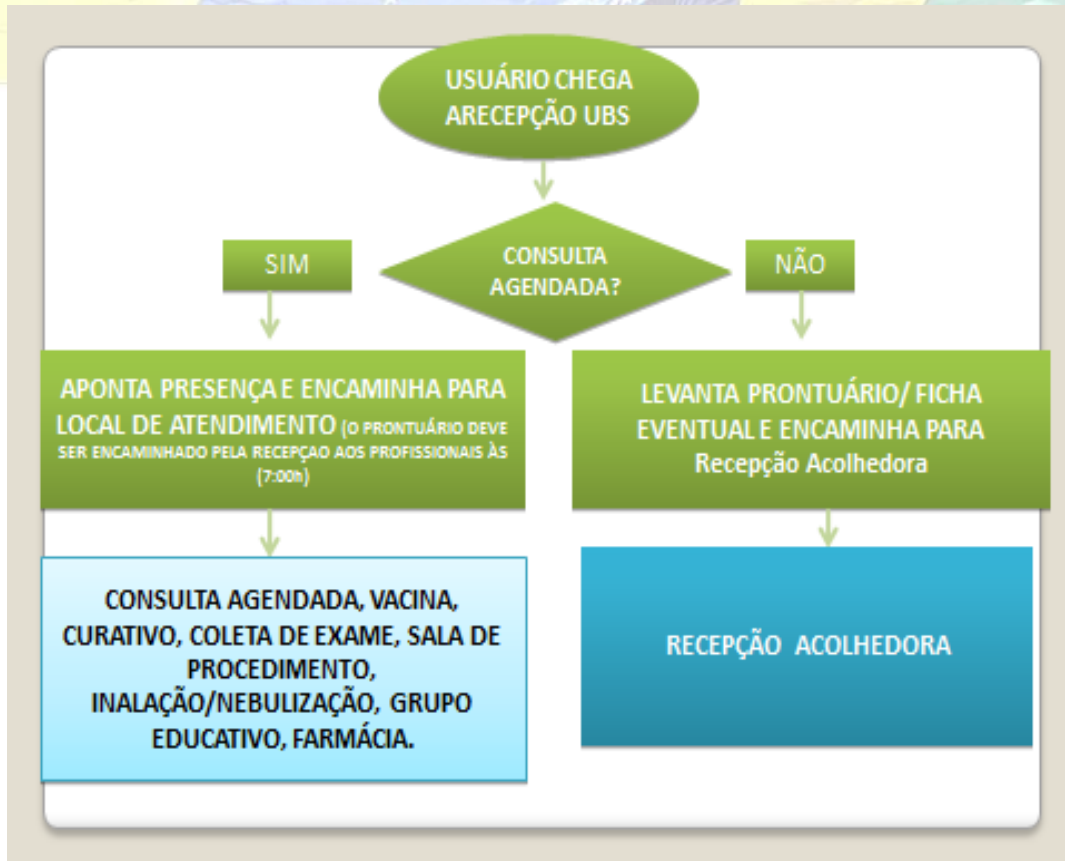 USUÁRIO CHEGA
ARECEPÇÃO UBS
CONSULTA
AGENDADA?
SIM
NÃO
APONTA PRESENÇA E ENCAMINHA PARA
LOCAL DE ATENDIMENTO (O PRONTUÁRIO DEVE
SER ENCAMINHADO PELA RECEPÇAO AOS PROFISSIONAIS ÀS
(7:00h)
LEVANTA PRONTUÁRIO/ FICHA
EVENTUAL E ENCAMINHA PARA
Recepção Acolhedora
CONSULTA AGENDADA, VACINA,
CURATIVO, COLETA DE EXAME, SALA DE
PROCEDIMENTO,
INALAÇÃO/NEBULIZAÇÃO, GRUPO
EDUCATIVO, FARMÁCIA.
RECEPÇÃO ACOLHEDORA